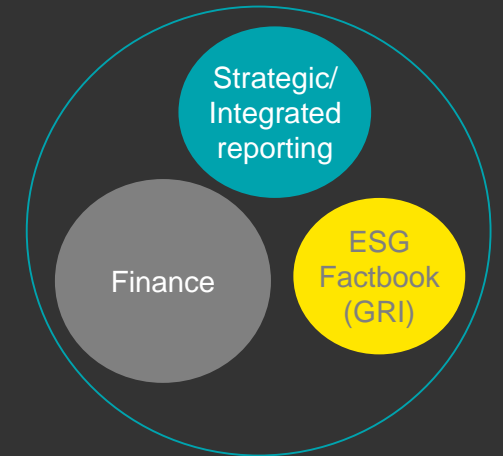 Strategic/
Integrated
reporting
Finance
ESG
Factbook
(GRI)